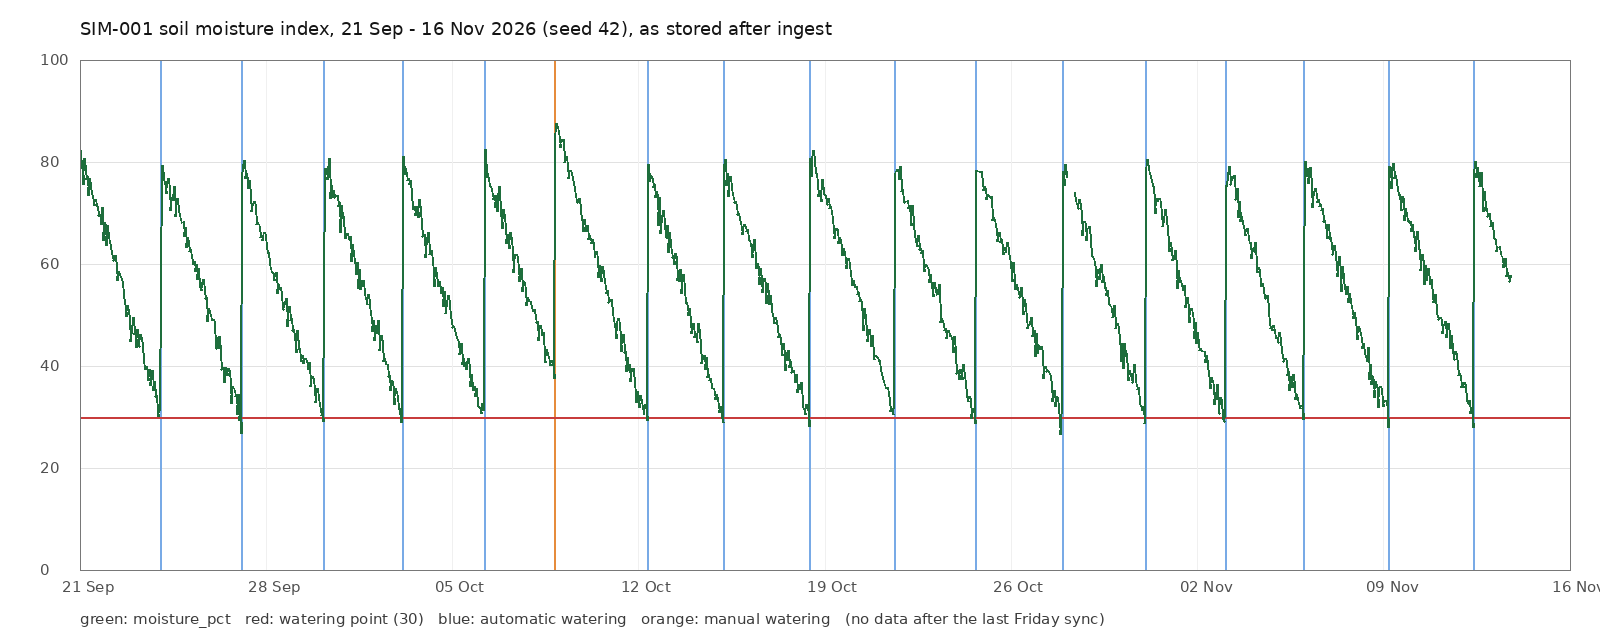 SIM-001 soil moisture index, 21 Sep - 16 Nov 2026 (seed 42), as stored after ingest
100
80
60
40
20
0
21 Sep 28 Sep 05 Oct 12 Oct 19 Oct 26 Oct 02 Nov 09 Nov 16 Nov
green: moisture_pct red: watering point (30) blue: automatic watering orange: manual watering (no data after the last Friday sync)